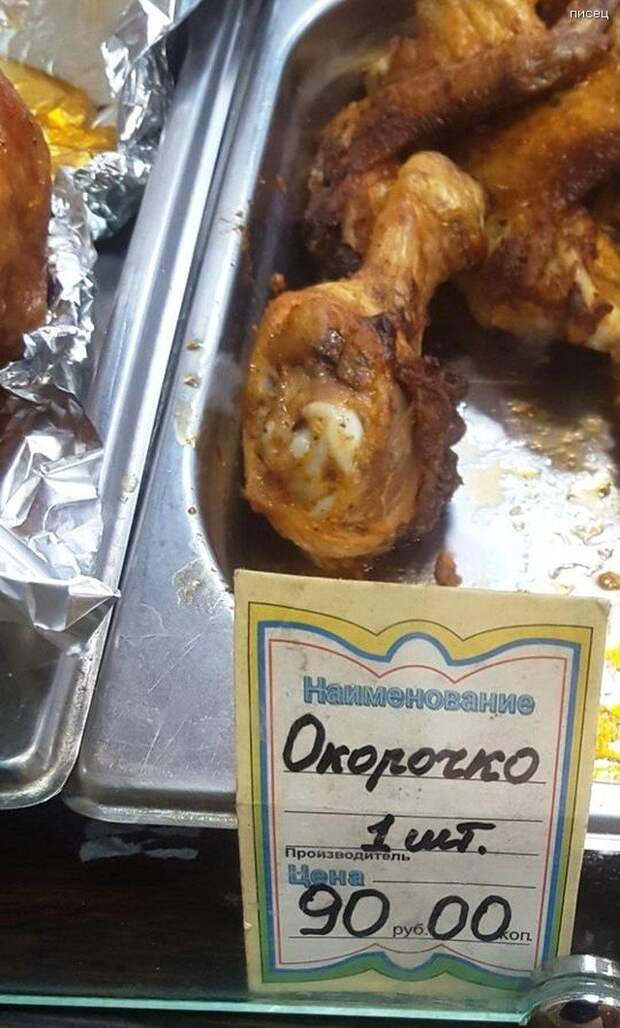 писец
Наименование
Окорочко
1 шт.
Производитель
Цена
90 руб. 00 коп.